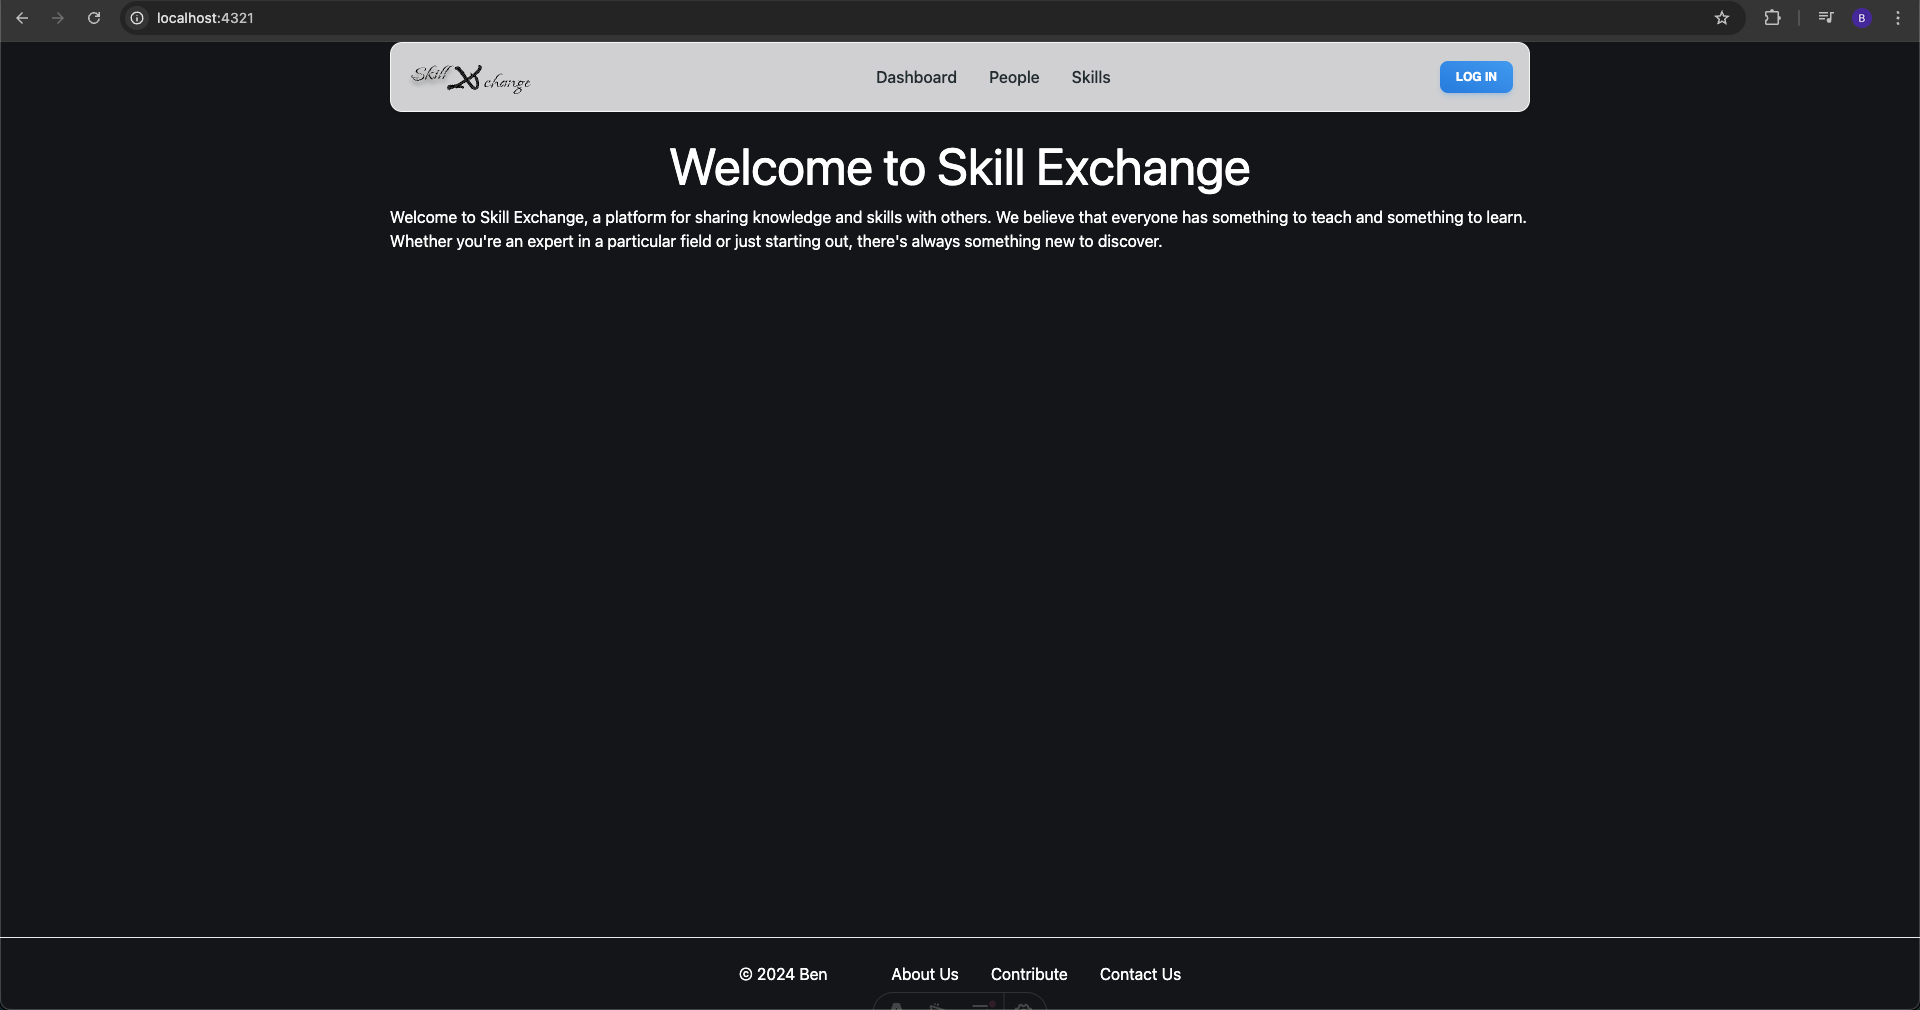 localhost:4321
B
Skill X change
Dashboard People Skills
LOG IN
Welcome to Skill Exchange
Welcome to Skill Exchange, a platform for sharing knowledge and skills with others. We believe that everyone has something to teach and something to learn.
Whether you're an expert in a particular field or just starting out, there's always something new to discover.
© 2024 Ben About Us Contribute Contact Us